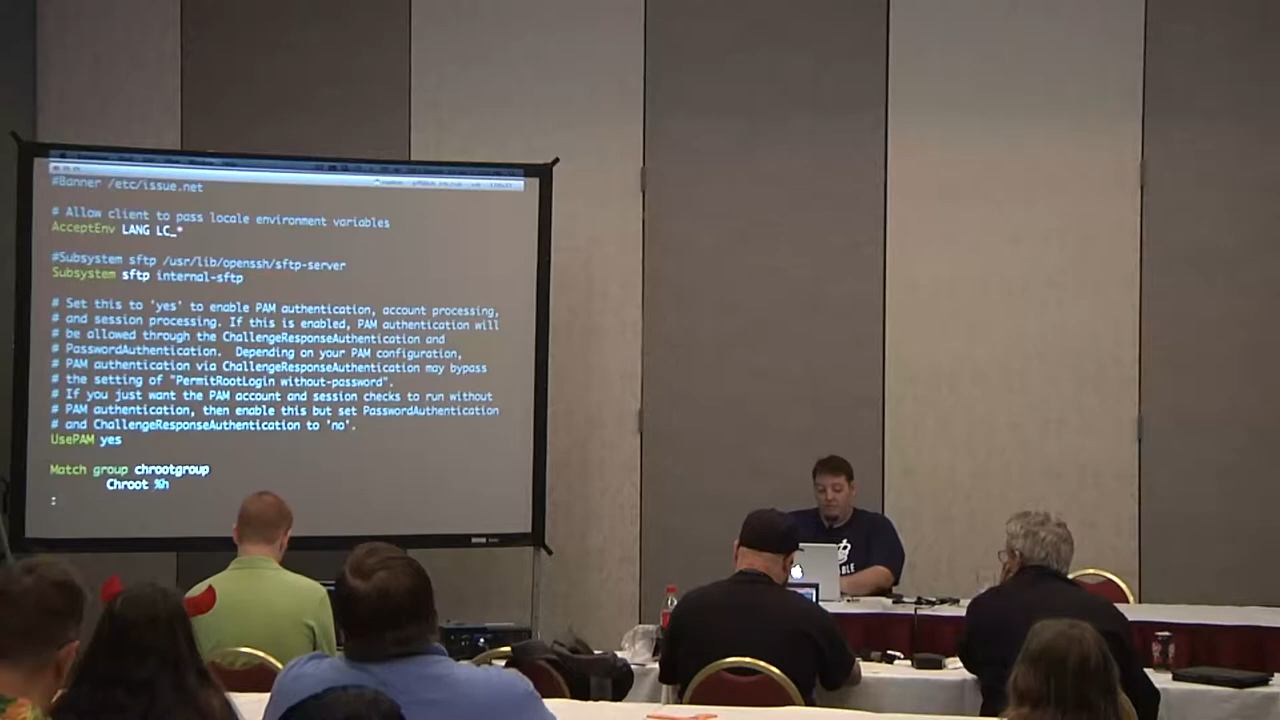 #Banner /etc/issue.net
# Allow client to pass locale environment variables
AcceptEnv LANG LC_*
#Subsystem sftp /usr/lib/openssh/sftp-server
Subsystem sftp internal-sftp
# Set this to 'yes' to enable PAM authentication, account processing,
# and session processing. If this is enabled, PAM authentication will
# be allowed through the ChallengeResponseAuthentication and
# PasswordAuthentication.  Depending on your PAM configuration,
# PAM authentication via ChallengeResponseAuthentication may bypass
# the setting of "PermitRootLogin without-password".
# If you just want the PAM account and session checks to run without
# PAM authentication, then enable this but set PasswordAuthentication
# and ChallengeResponseAuthentication to 'no'.
UsePAM yes
Match group chrootgroup
Chroot %h
: